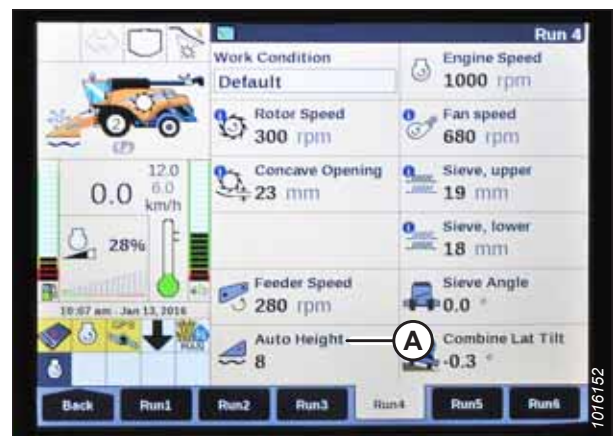 Run 4
Work Condition
Default
Engine Speed
1000 rpm
Rotor Speed
300 rpm
Fan speed
680 rpm
2
(P)
12.0
6.0
0.0 km/h
Concave Opening
23 mm
Sieve, upper
19 mm
28%
Sieve, lower
18 mm
Feeder Speed
280 rpm
Sieve Angle
0.0 °
10:07 am Jan 13, 2016
GPS
MAN
Auto Height
8
A
Combine Lat Tilt
-0.3 °
Back Run1 Run2 Run3 Run4 Run5 Run6
1016152